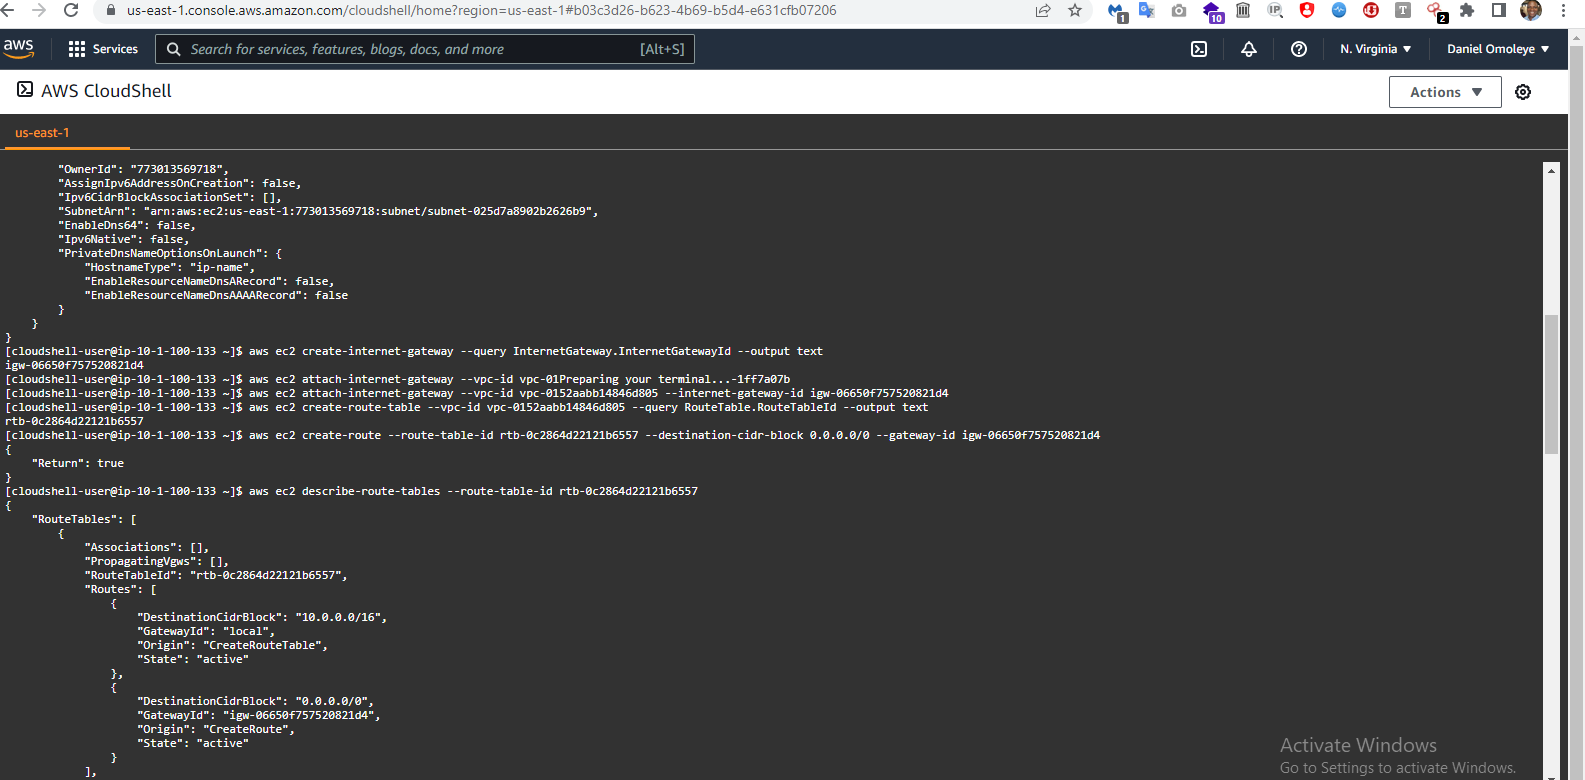 us-east-1.console.aws.amazon.com/cloudshell/home?region=us-east-1#b03c3d26-b623-4b69-b5d4-e631cfb07206
1
10
IP
T
2
aws
Services
Search for services, features, blogs, docs, and more
[Alt+S]
N. Virginia
Daniel Omoleye
AWS CloudShell
Actions
us-east-1
"OwnerId": "773013569718",
"AssignIpv6AddressOnCreation": false,
"Ipv6CidrBlockAssociationSet": [],
"SubnetArn": "arn:aws:ec2:us-east-1:773013569718:subnet/subnet-025d7a8902b2626b9",
"EnableDns64": false,
"Ipv6Native": false,
"PrivateDnsNameOptionsOnLaunch": {
"HostnameType": "ip-name",
"EnableResourceNameDnsARecord": false,
"EnableResourceNameDnsAAAARecord": false
}
}
}
[cloudshell-user@ip-10-1-100-133 ~]$ aws ec2 create-internet-gateway --query InternetGateway.InternetGatewayId --output text
igw-06650f757520821d4
[cloudshell-user@ip-10-1-100-133 ~]$ aws ec2 attach-internet-gateway --vpc-id vpc-01Preparing your terminal...-1ff7a07b
[cloudshell-user@ip-10-1-100-133 ~]$ aws ec2 attach-internet-gateway --vpc-id vpc-0152aabb14846d805 --internet-gateway-id igw-06650f757520821d4
[cloudshell-user@ip-10-1-100-133 ~]$ aws ec2 create-route-table --vpc-id vpc-0152aabb14846d805 --query RouteTable.RouteTableId --output text
rtb-0c2864d22121b6557
[cloudshell-user@ip-10-1-100-133 ~]$ aws ec2 create-route --route-table-id rtb-0c2864d22121b6557 --destination-cidr-block 0.0.0.0/0 --gateway-id igw-06650f757520821d4
{
"Return": true
}
[cloudshell-user@ip-10-1-100-133 ~]$ aws ec2 describe-route-tables --route-table-id rtb-0c2864d22121b6557
{
"RouteTables": [
{
"Associations": [],
"PropagatingVgws": [],
"RouteTableId": "rtb-0c2864d22121b6557",
"Routes": [
{
"DestinationCidrBlock": "10.0.0.0/16",
"GatewayId": "local",
"Origin": "CreateRouteTable",
"State": "active"
},
{
"DestinationCidrBlock": "0.0.0.0/0",
"GatewayId": "igw-06650f757520821d4",
"Origin": "CreateRoute",
"State": "active"
}
],
Activate Windows
Go to Settings to activate Windows.